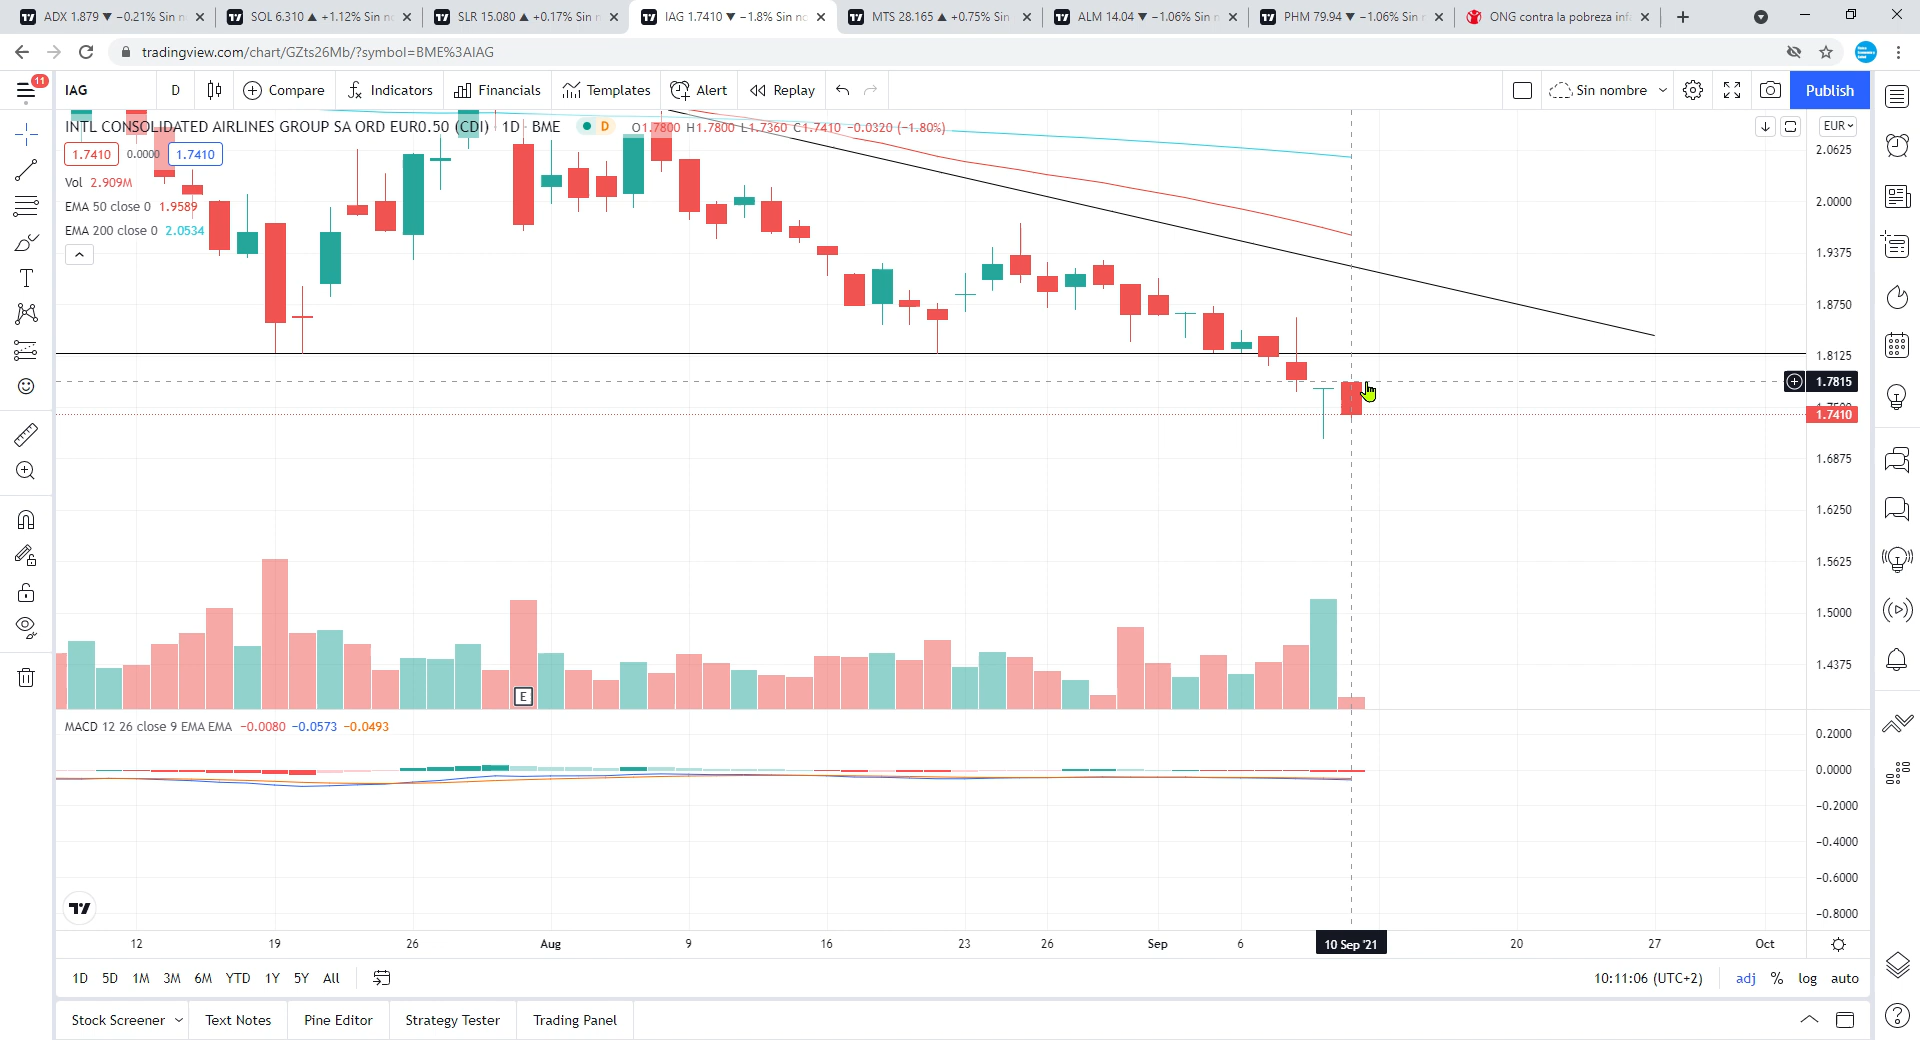 ADX 1.879 ▼ −0.21% Sin n
SOL 6.310 ▲ +1.12% Sin n
SLR 15.080 ▲ +0.17% Sin n
IAG 1.7410 ▼ −1.8% Sin n
MTS 28.165 ▲ +0.75% Sin n
ALM 14.04 ▼ −1.06% Sin n
PHM 79.94 ▼ −1.06% Sin n
ONG contra la pobreza inf
tradingview.com/chart/GZts26Mb/?symbol=BME%3AIAG
11
IAG
D
Compare
Indicators
Financials
Templates
Alert
Replay
Sin nombre
Publish
INTL CONSOLIDATED AIRLINES GROUP SA ORD EUR0.50 (CDI) · 1D · BME
D
O1.7800 H1.7800 L1.7360 C1.7410 −0.0320 (−1.80%)
EUR
1.7410 0.0000 1.7410
Vol 2.909M
EMA 50 close 0 1.9589
EMA 200 close 0 2.0534
2.0625
2.0000
1.9375
1.8750
1.8125
1.7815
1.7410
1.6875
1.6250
1.5625
1.5000
1.4375
E
MACD 12 26 close 9 EMA EMA −0.0080 −0.0573 −0.0493
0.2000
0.0000
−0.2000
−0.4000
−0.6000
−0.8000
12 19 26 Aug 9 16 23 26 Sep 6 10 Sep '21 20 27 Oct
1D 5D 1M 3M 6M YTD 1Y 5Y All
10:11:06 (UTC+2)
adj % log auto
Stock Screener
Text Notes
Pine Editor
Strategy Tester
Trading Panel